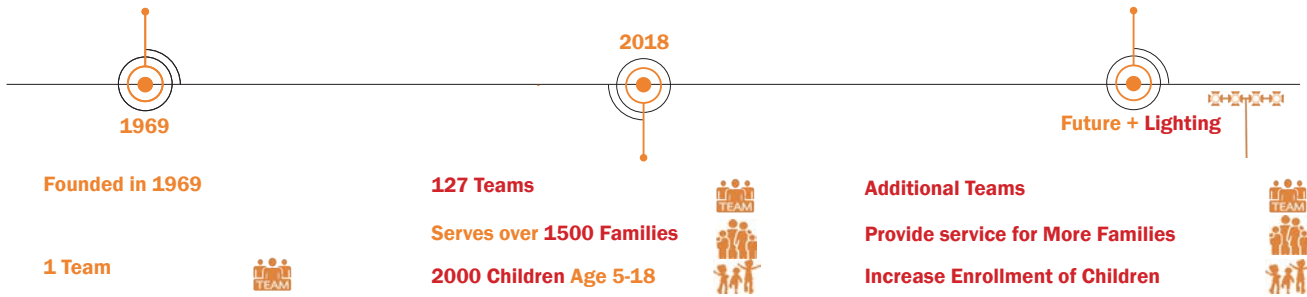 2018
1969
Future + Lighting
Founded in 1969
1 Team
TEAM
127 Teams
TEAM
Serves over 1500 Families
2000 Children Age 5-18
Additional Teams
TEAM
Provide service for More Families
Increase Enrollment of Children